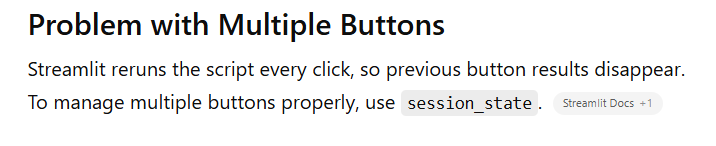 Problem with Multiple Buttons
Streamlit reruns the script every click, so previous button results disappear.
To manage multiple buttons properly, use session_state. Streamlit Docs +1